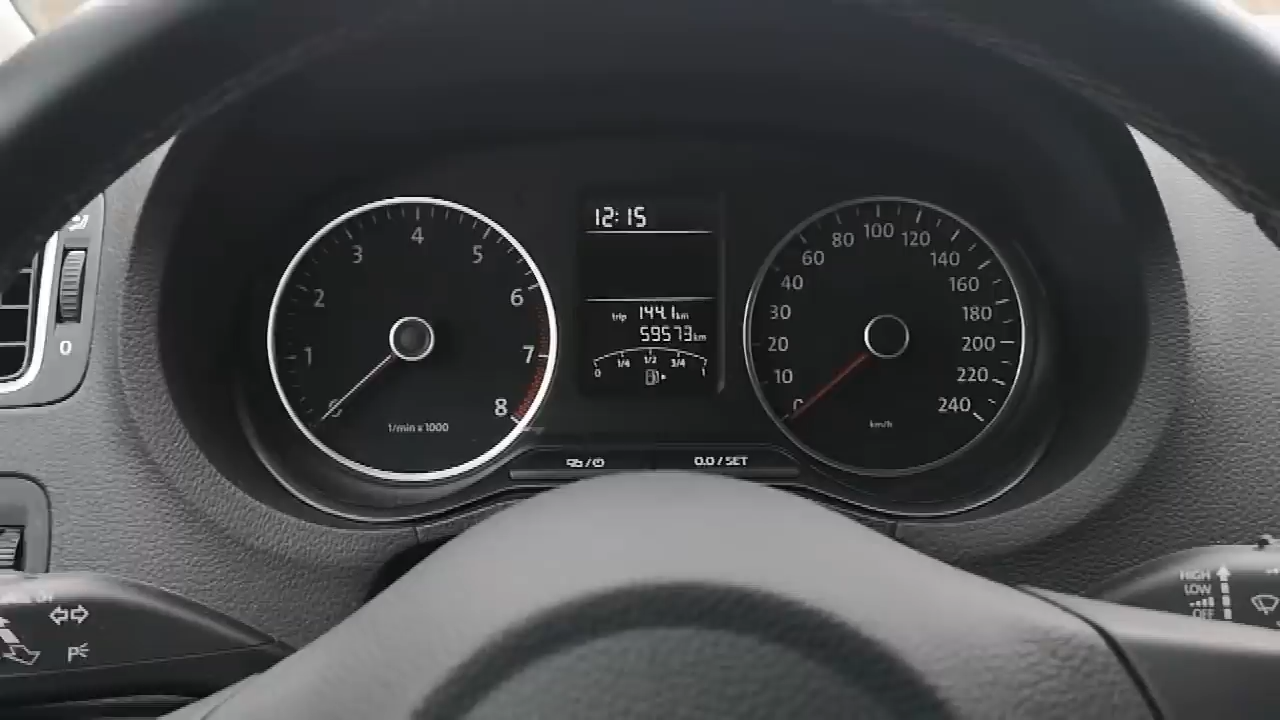 12:15
trip 144.1 km
59573 km
0 1/4 1/2 3/4 1
1 2 3 4 5 6 7 8
1/min x 1000
0 10 20 30 40 60 80 100 120 140 160 180 200 220 240
km/h
0.0 / SET
0
HIGH
LOW
OFF
P